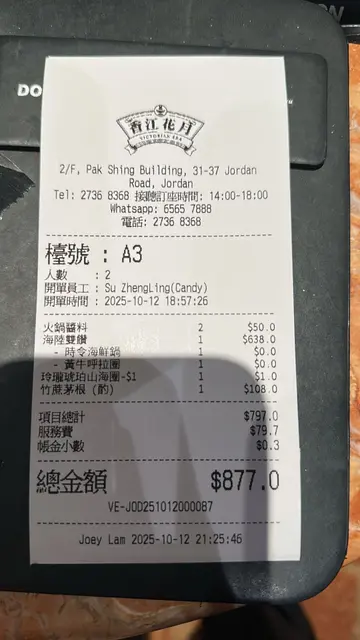 DO
香江花月
VICTORIAN ERA
2/F, Pak Shing Building, 31-37 Jordan
Road, Jordan
Tel: 2736 8368 接聽訂座時間: 14:00-18:00
Whatsapp: 6565 7888
電話: 2736 8368
檯號 : A3
人數 : 2
開單員工 : Su ZhengLing(Candy)
開單時間 : 2025-10-12 18:57:26
火鍋醬料 2 $50.0
海陸雙鑽 1 $638.0
- 時令海鮮鍋 1 $0.0
- 黃牛呼拉圈 1 $0.0
玲瓏琥珀山海圈-$1 1 $1.0
竹蔗茅根 (酌) 1 $108.0
項目總計 $797.0
服務費 $79.7
帳金小數 $0.3
總金額 $877.0
VE-JOD251012000087
Joey Lam 2025-10-12 21:25:46